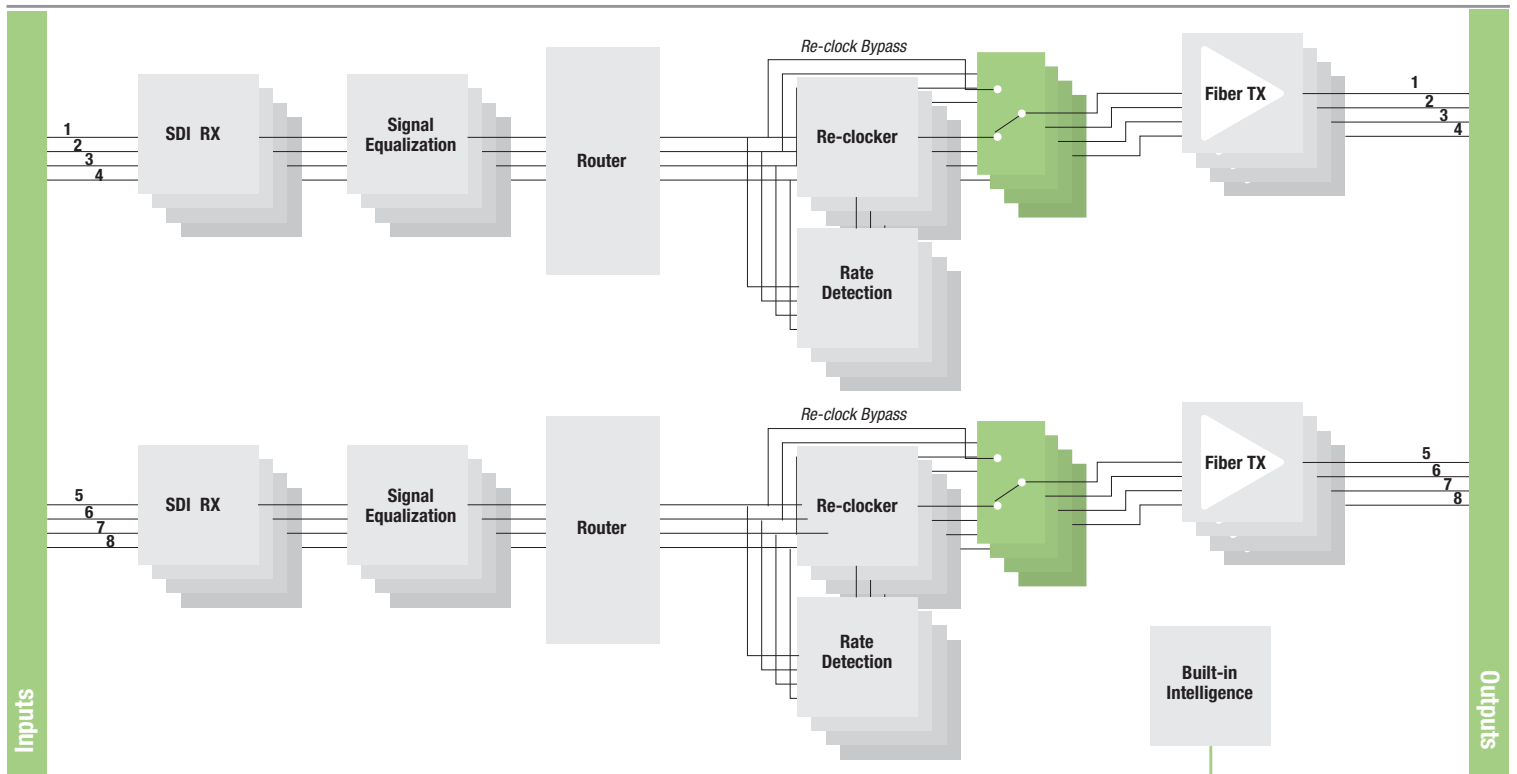 Re-clock Bypass
SDI RX
Signal
Equalization
Router
Re-clocker
Rate
Detection
Fiber TX
1
2
3
4
1
2
3
4
Re-clock Bypass
SDI RX
Signal
Equalization
Router
Re-clocker
Rate
Detection
Fiber TX
5
6
7
8
5
6
7
8
Built-in
Intelligence
Inputs
Outputs